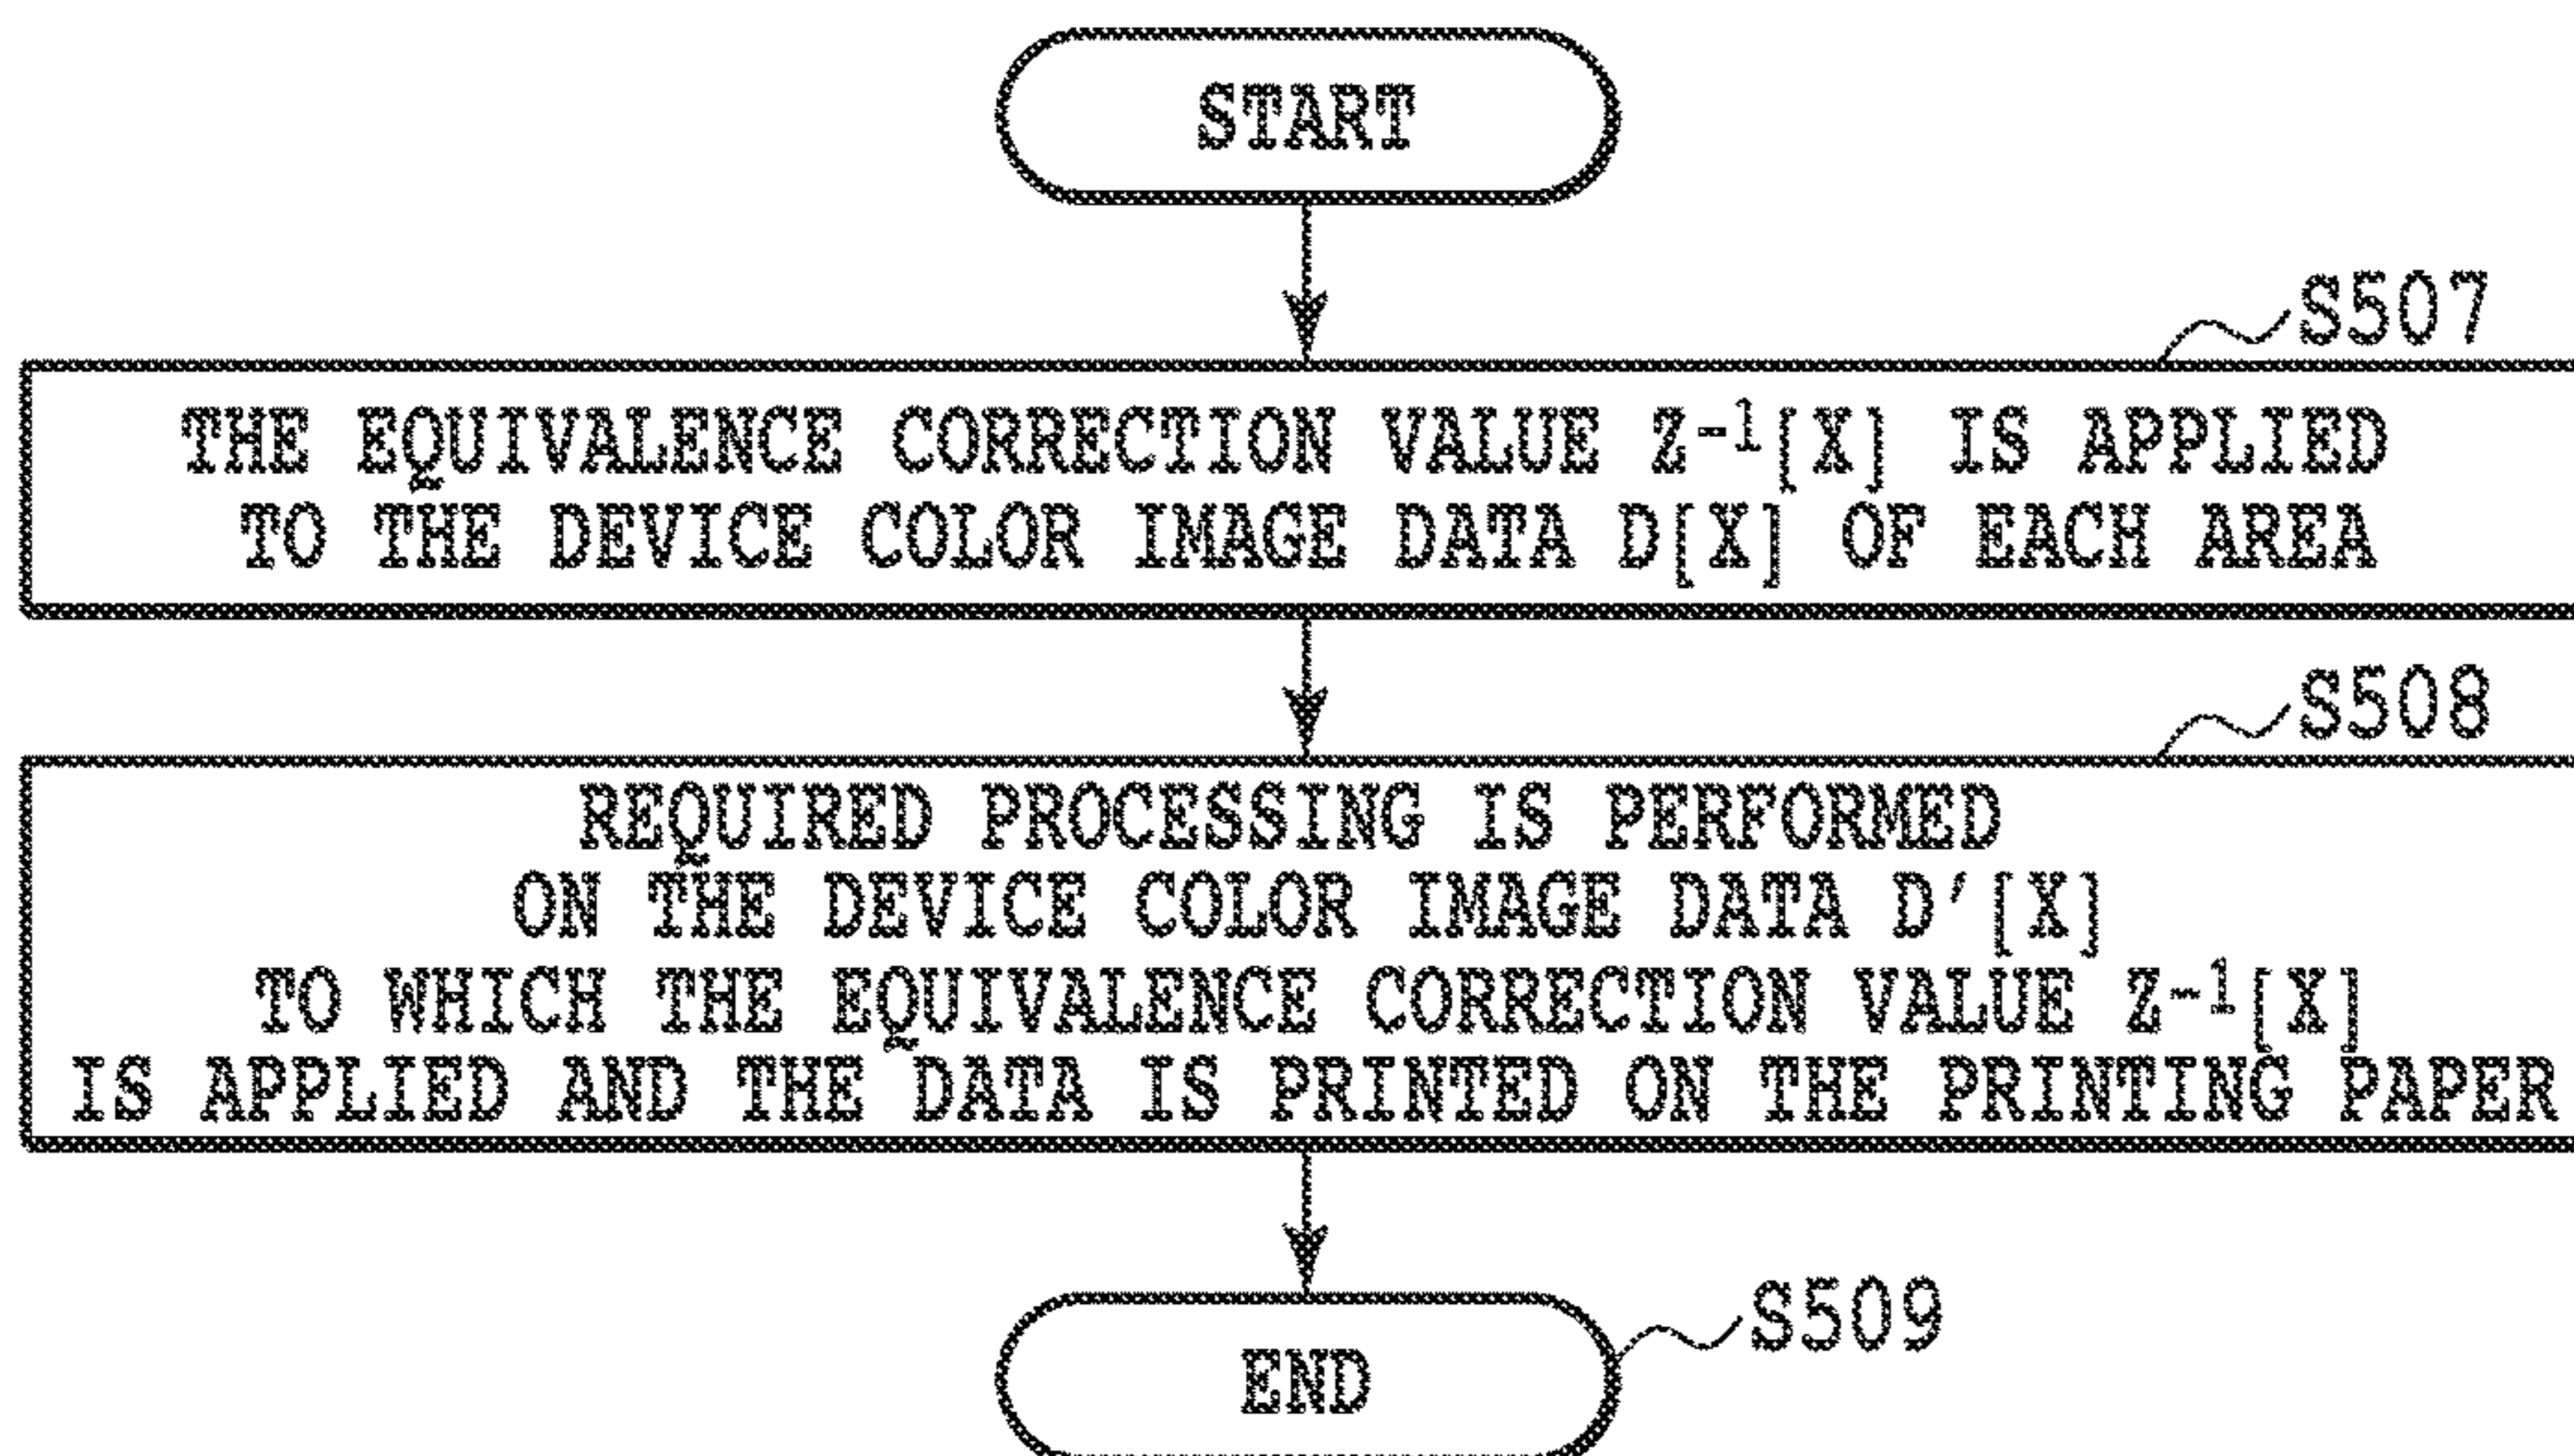 START
S507
THE EQUIVALENCE CORRECTION VALUE Z⁻¹[X] IS APPLIED
TO THE DEVICE COLOR IMAGE DATA D[X] OF EACH AREA
S508
REQUIRED PROCESSING IS PERFORMED
ON THE DEVICE COLOR IMAGE DATA D′[X]
TO WHICH THE EQUIVALENCE CORRECTION VALUE Z⁻¹[X]
IS APPLIED AND THE DATA IS PRINTED ON THE PRINTING PAPER
S509
END